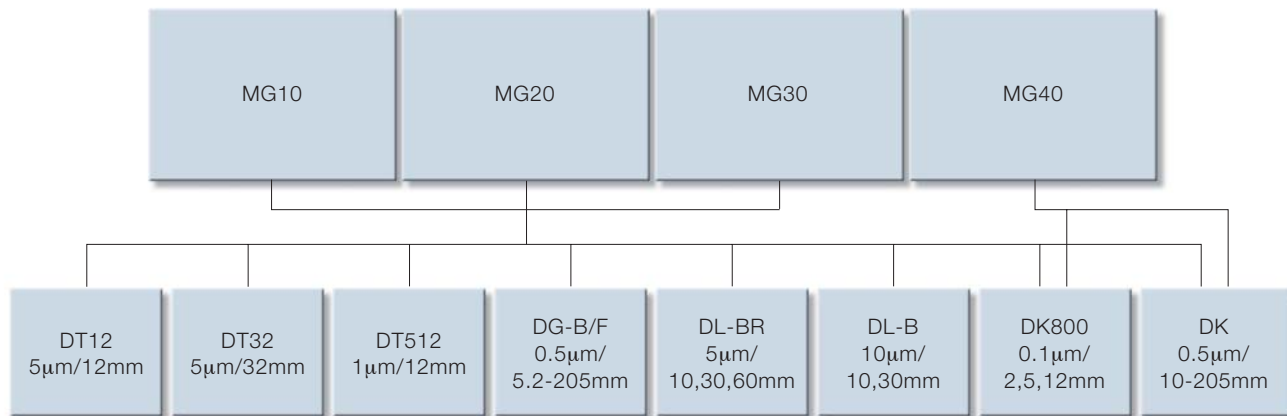 MG10
MG20
MG30
MG40
DT12
5μm/12mm
DT32
5μm/32mm
DT512
1μm/12mm
DG-B/F
0.5μm/
5.2-205mm
DL-BR
5μm/
10,30,60mm
DL-B
10μm/
10,30mm
DK800
0.1μm/
2,5,12mm
DK
0.5μm/
10-205mm